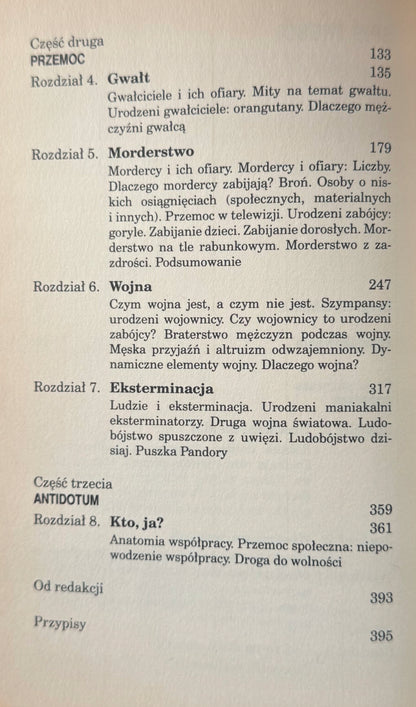 Część druga
PRZEMOC 133
Rozdział 4. Gwałt 135
Gwałciciele i ich ofiary. Mity na temat gwałtu.
Urodzeni gwałciciele: orangutany. Dlaczego męż-
czyźni gwałcą
Rozdział 5. Morderstwo 179
Mordercy i ich ofiary. Mordercy i ofiary: Liczby.
Dlaczego mordercy zabijają? Broń. Osoby o nis-
kich osiągnięciach (społecznych, materialnych
i innych). Przemoc w telewizji. Urodzeni zabójcy:
goryle. Zabijanie dzieci. Zabijanie dorosłych. Mor-
derstwo na tle rabunkowym. Morderstwo z za-
zdrości. Podsumowanie
Rozdział 6. Wojna 247
Czym wojna jest, a czym nie jest. Szympansy:
urodzeni wojownicy. Czy wojownicy to urodzeni
zabójcy? Braterstwo mężczyzn podczas wojny.
Męska przyjaźń i altruizm odwzajemniony. Dy-
namiczne elementy wojny. Dlaczego wojna?
Rozdział 7. Eksterminacja 317
Ludzie i eksterminacja. Urodzeni maniakalni
eksterminatorzy. Druga wojna światowa. Ludo-
bójstwo spuszczone z uwięzi. Ludobójstwo dzi-
siaj. Puszka Pandory
Część trzecia
ANTIDOTUM 359
Rozdział 8. Kto, ja? 361
Anatomia współpracy. Przemoc społeczna: niepo-
wodzenie współpracy. Droga do wolności
Od redakcji 393
Przypisy 395